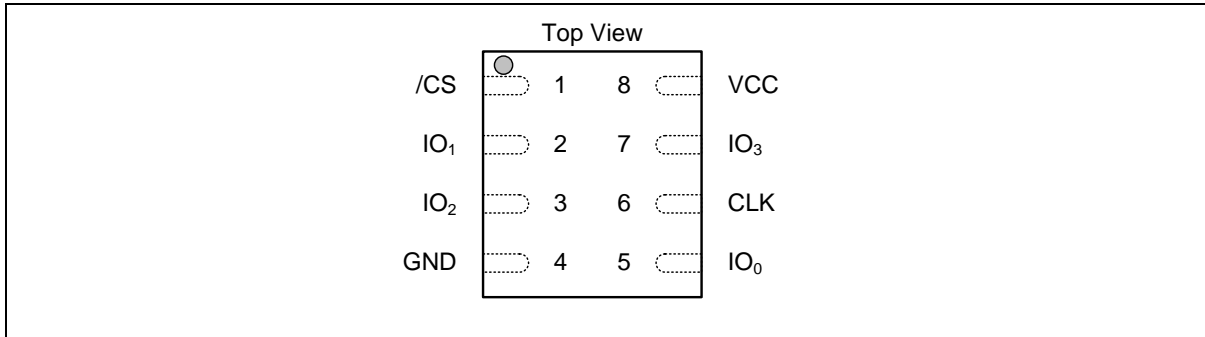 Top View
/CS 1 8 VCC
IO₁ 2 7 IO₃
IO₂ 3 6 CLK
GND 4 5 IO₀